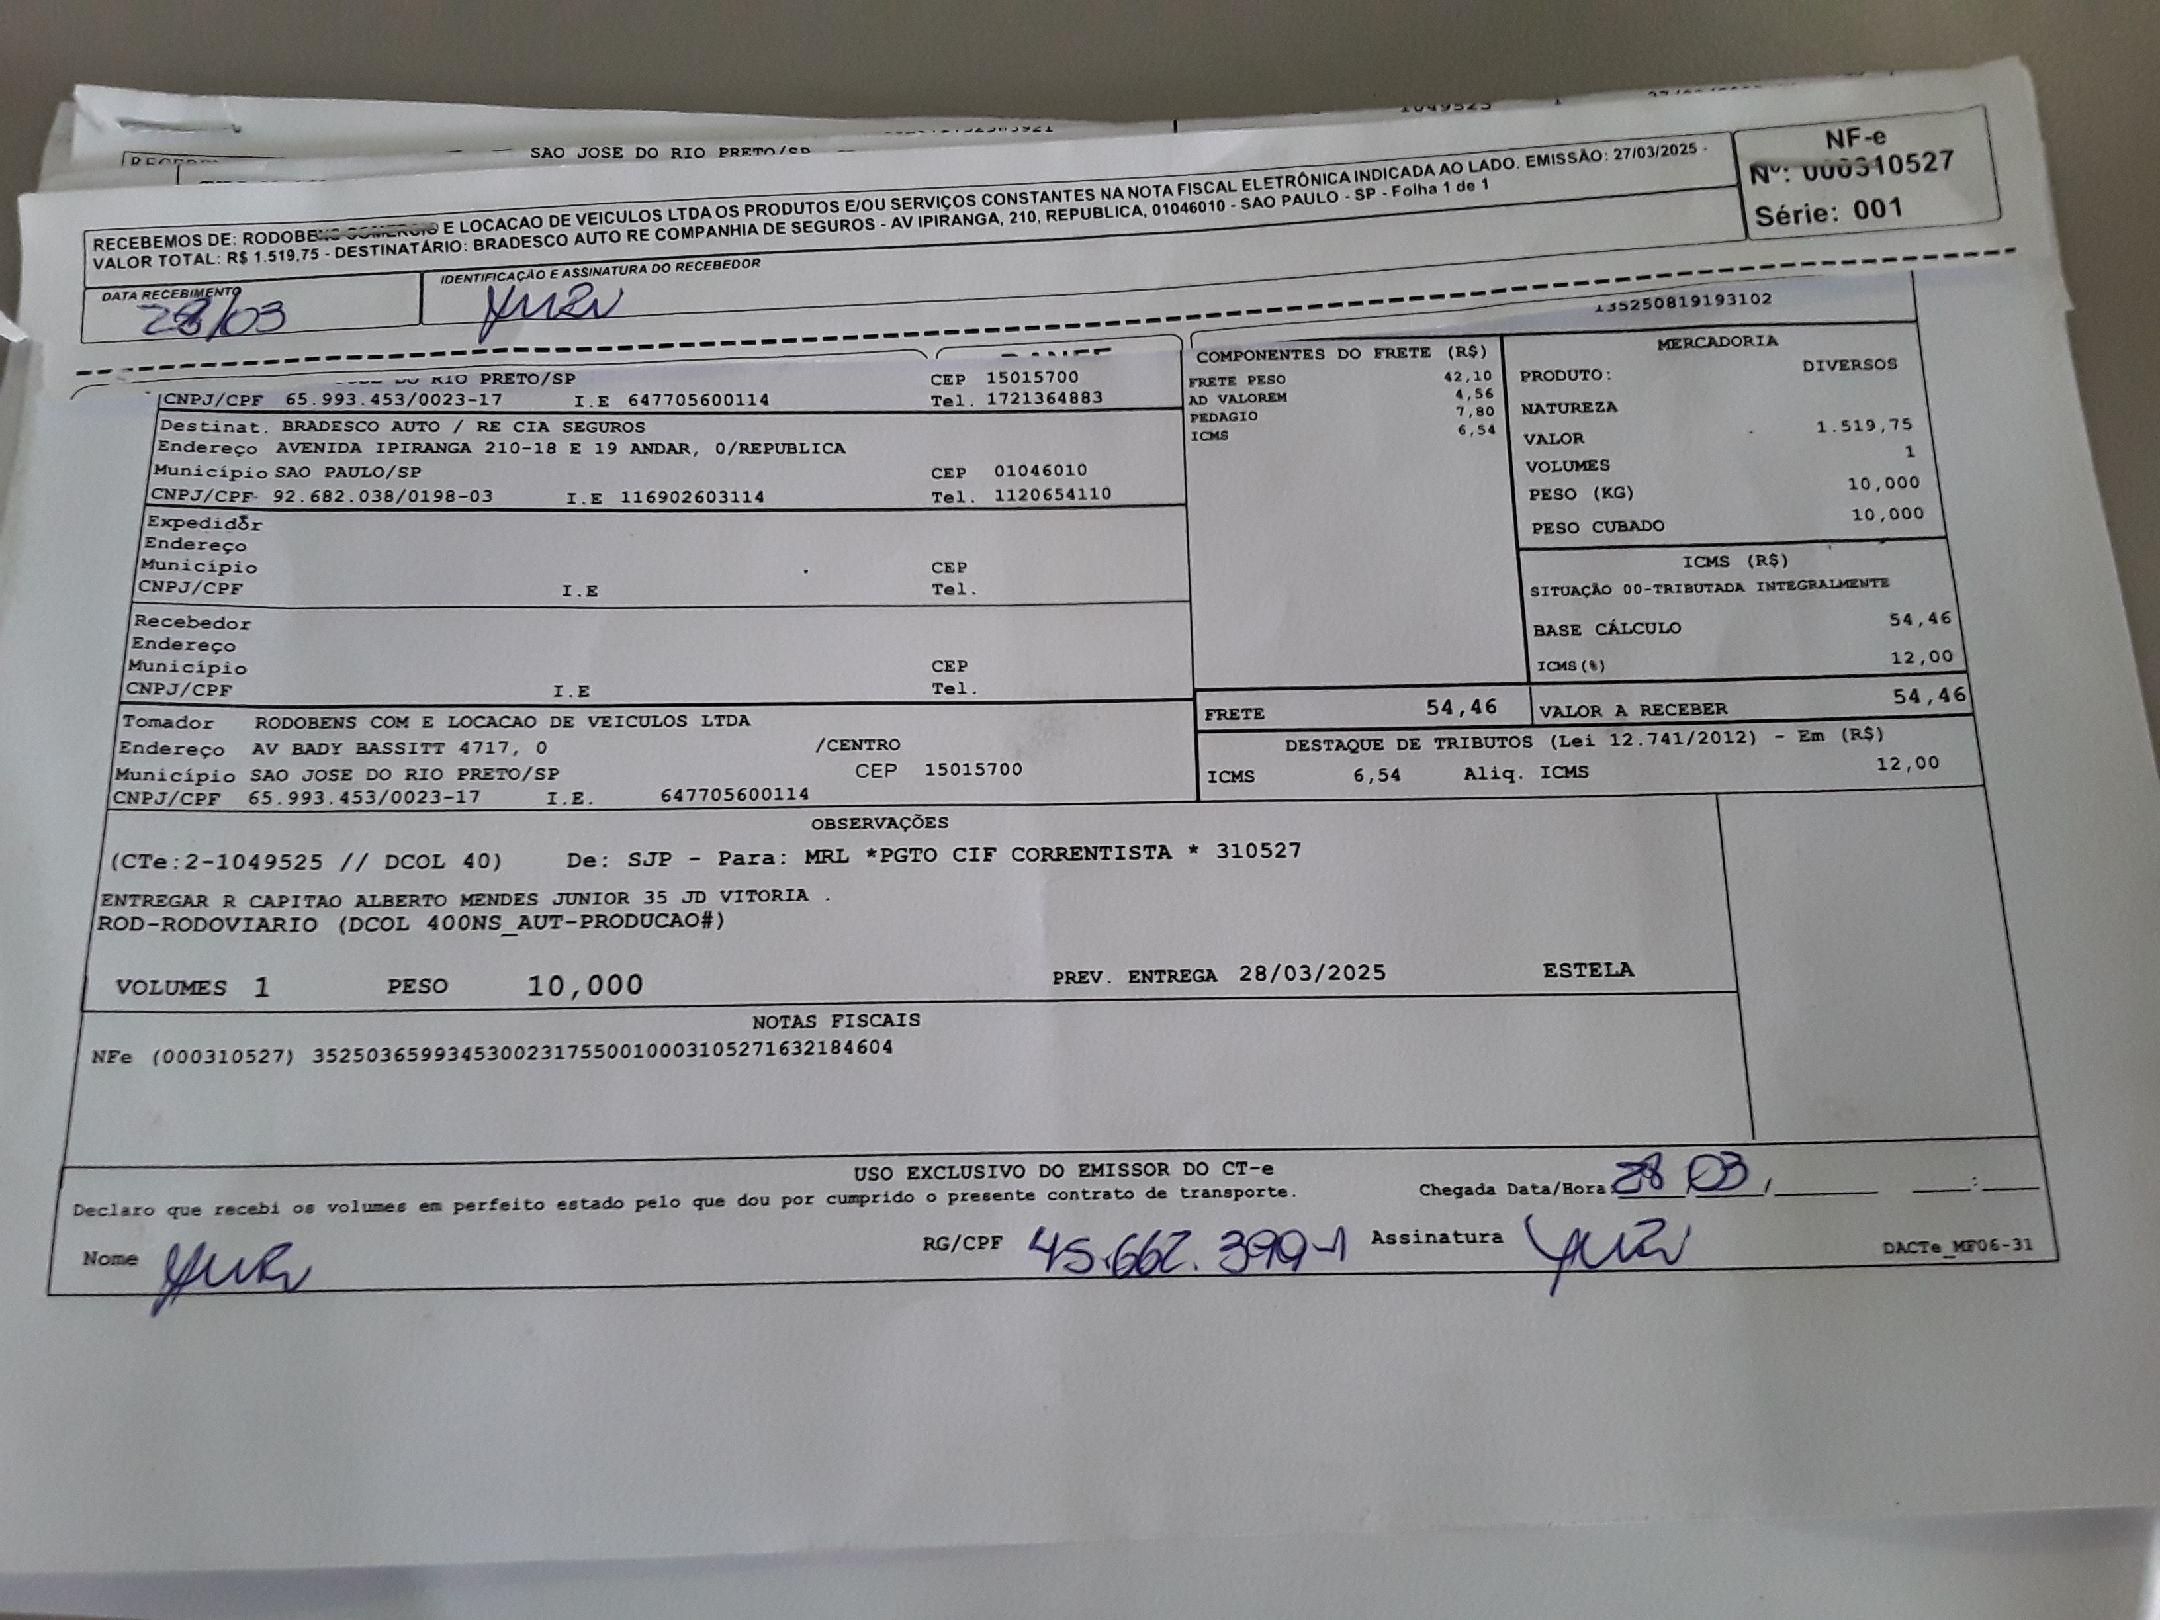 SAO JOSE DO RIO PRETO/SP
1049525 1
RECEBEMOS DE: RODOBENS COMERCIO E LOCACAO DE VEICULOS LTDA OS PRODUTOS E/OU SERVIÇOS CONSTANTES NA NOTA FISCAL ELETRÔNICA INDICADA AO LADO. EMISSÃO: 27/03/2025 -
VALOR TOTAL: R$ 1.519,75 - DESTINATÁRIO: BRADESCO AUTO RE COMPANHIA DE SEGUROS - AV IPIRANGA, 210, REPUBLICA, 01046010 - SAO PAULO - SP - Folha 1 de 1
NF-e
Nº: 000310527
Série: 001
DATA RECEBIMENTO
28/03
IDENTIFICAÇÃO E ASSINATURA DO RECEBEDOR
YURI
DANFE
135250819193102
DO RIO PRETO/SP CEP 15015700
CNPJ/CPF 65.993.453/0023-17 I.E 647705600114 Tel. 1721364883
Destinat. BRADESCO AUTO / RE CIA SEGUROS
Endereço AVENIDA IPIRANGA 210-18 E 19 ANDAR, 0/REPUBLICA
Município SAO PAULO/SP CEP 01046010
CNPJ/CPF 92.682.038/0198-03 I.E 116902603114 Tel. 1120654110
Expedidor
Endereço
Município CEP
CNPJ/CPF I.E Tel.
Recebedor
Endereço
Município CEP
CNPJ/CPF I.E Tel.
Tomador RODOBENS COM E LOCACAO DE VEICULOS LTDA
Endereço AV BADY BASSITT 4717, 0 /CENTRO
Município SAO JOSE DO RIO PRETO/SP CEP 15015700
CNPJ/CPF 65.993.453/0023-17 I.E. 647705600114
COMPONENTES DO FRETE (R$)
FRETE PESO 42,10
AD VALOREM 4,56
PEDAGIO 7,80
ICMS 6,54
MERCADORIA
PRODUTO: DIVERSOS
NATUREZA
VALOR 1.519,75
VOLUMES 1
PESO (KG) 10,000
PESO CUBADO 10,000
ICMS (R$)
SITUAÇÃO 00-TRIBUTADA INTEGRALMENTE
BASE CÁLCULO 54,46
ICMS(%) 12,00
FRETE 54,46 VALOR A RECEBER 54,46
DESTAQUE DE TRIBUTOS (Lei 12.741/2012) - Em (R$)
ICMS 6,54 Aliq. ICMS 12,00
OBSERVAÇÕES
(CTe:2-1049525 // DCOL 40) De: SJP - Para: MRL *PGTO CIF CORRENTISTA * 310527
ENTREGAR R CAPITAO ALBERTO MENDES JUNIOR 35 JD VITORIA .
ROD-RODOVIARIO (DCOL 400NS_AUT-PRODUCAO#)
VOLUMES 1 PESO 10,000 PREV. ENTREGA 28/03/2025 ESTELA
NOTAS FISCAIS
NFe (000310527) 35250365993453002317550010003105271632184604
USO EXCLUSIVO DO EMISSOR DO CT-e
Declaro que recebi os volumes em perfeito estado pelo que dou por cumprido o presente contrato de transporte. Chegada Data/Hora 28 03 / :
Nome YURI RG/CPF 45.662.399-1 Assinatura YURI DACTe_MF06-31